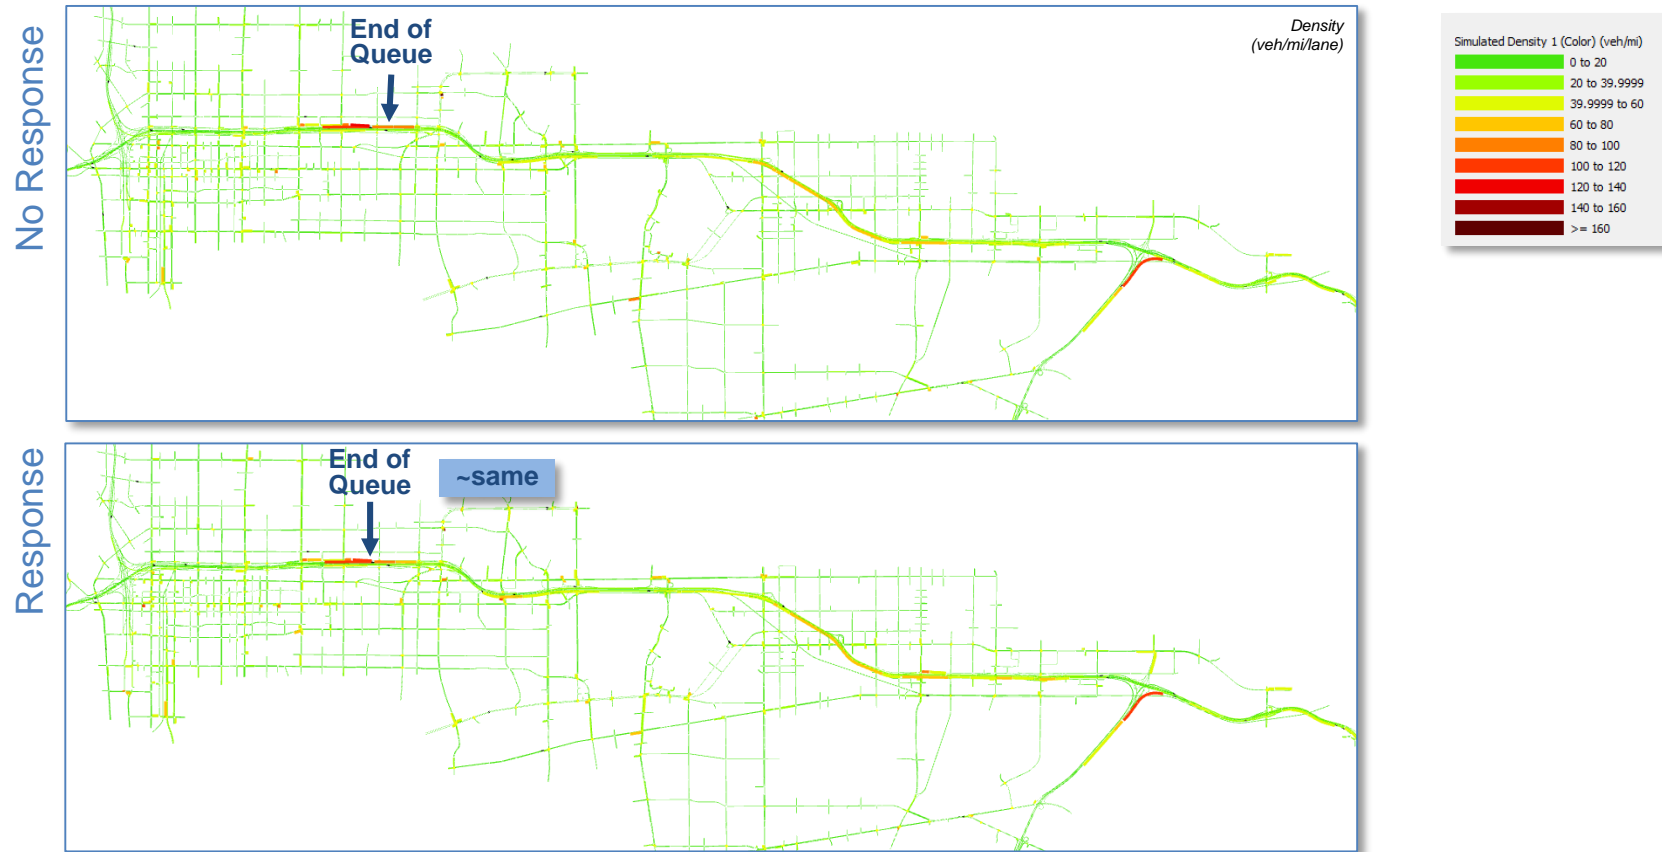 No Response
End of
Queue
Density
(veh/mi/lane)
Simulated Density 1 (Color) (veh/mi)
0 to 20
20 to 39.9999
39.9999 to 60
60 to 80
80 to 100
100 to 120
120 to 140
140 to 160
>= 160
Response
End of
Queue
~same